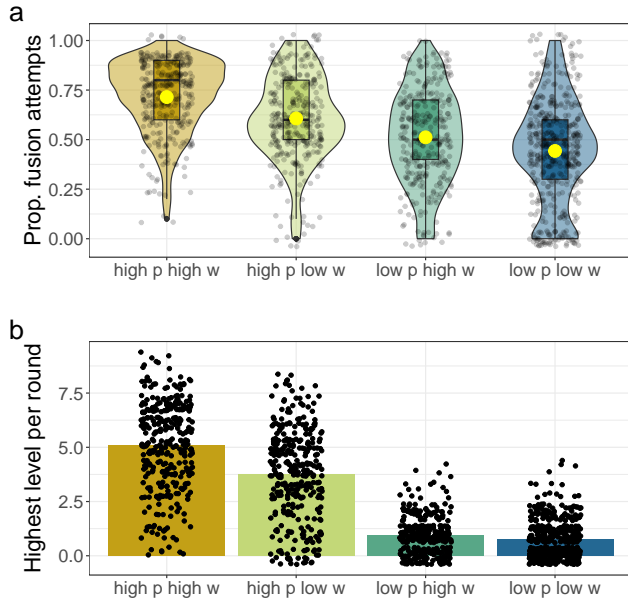 a
Prop. fusion attempts
1.00
0.75
0.50
0.25
0.00
high p high w
high p low w
low p high w
low p low w
b
Highest level per round
7.5
5.0
2.5
0.0
high p high w
high p low w
low p high w
low p low w